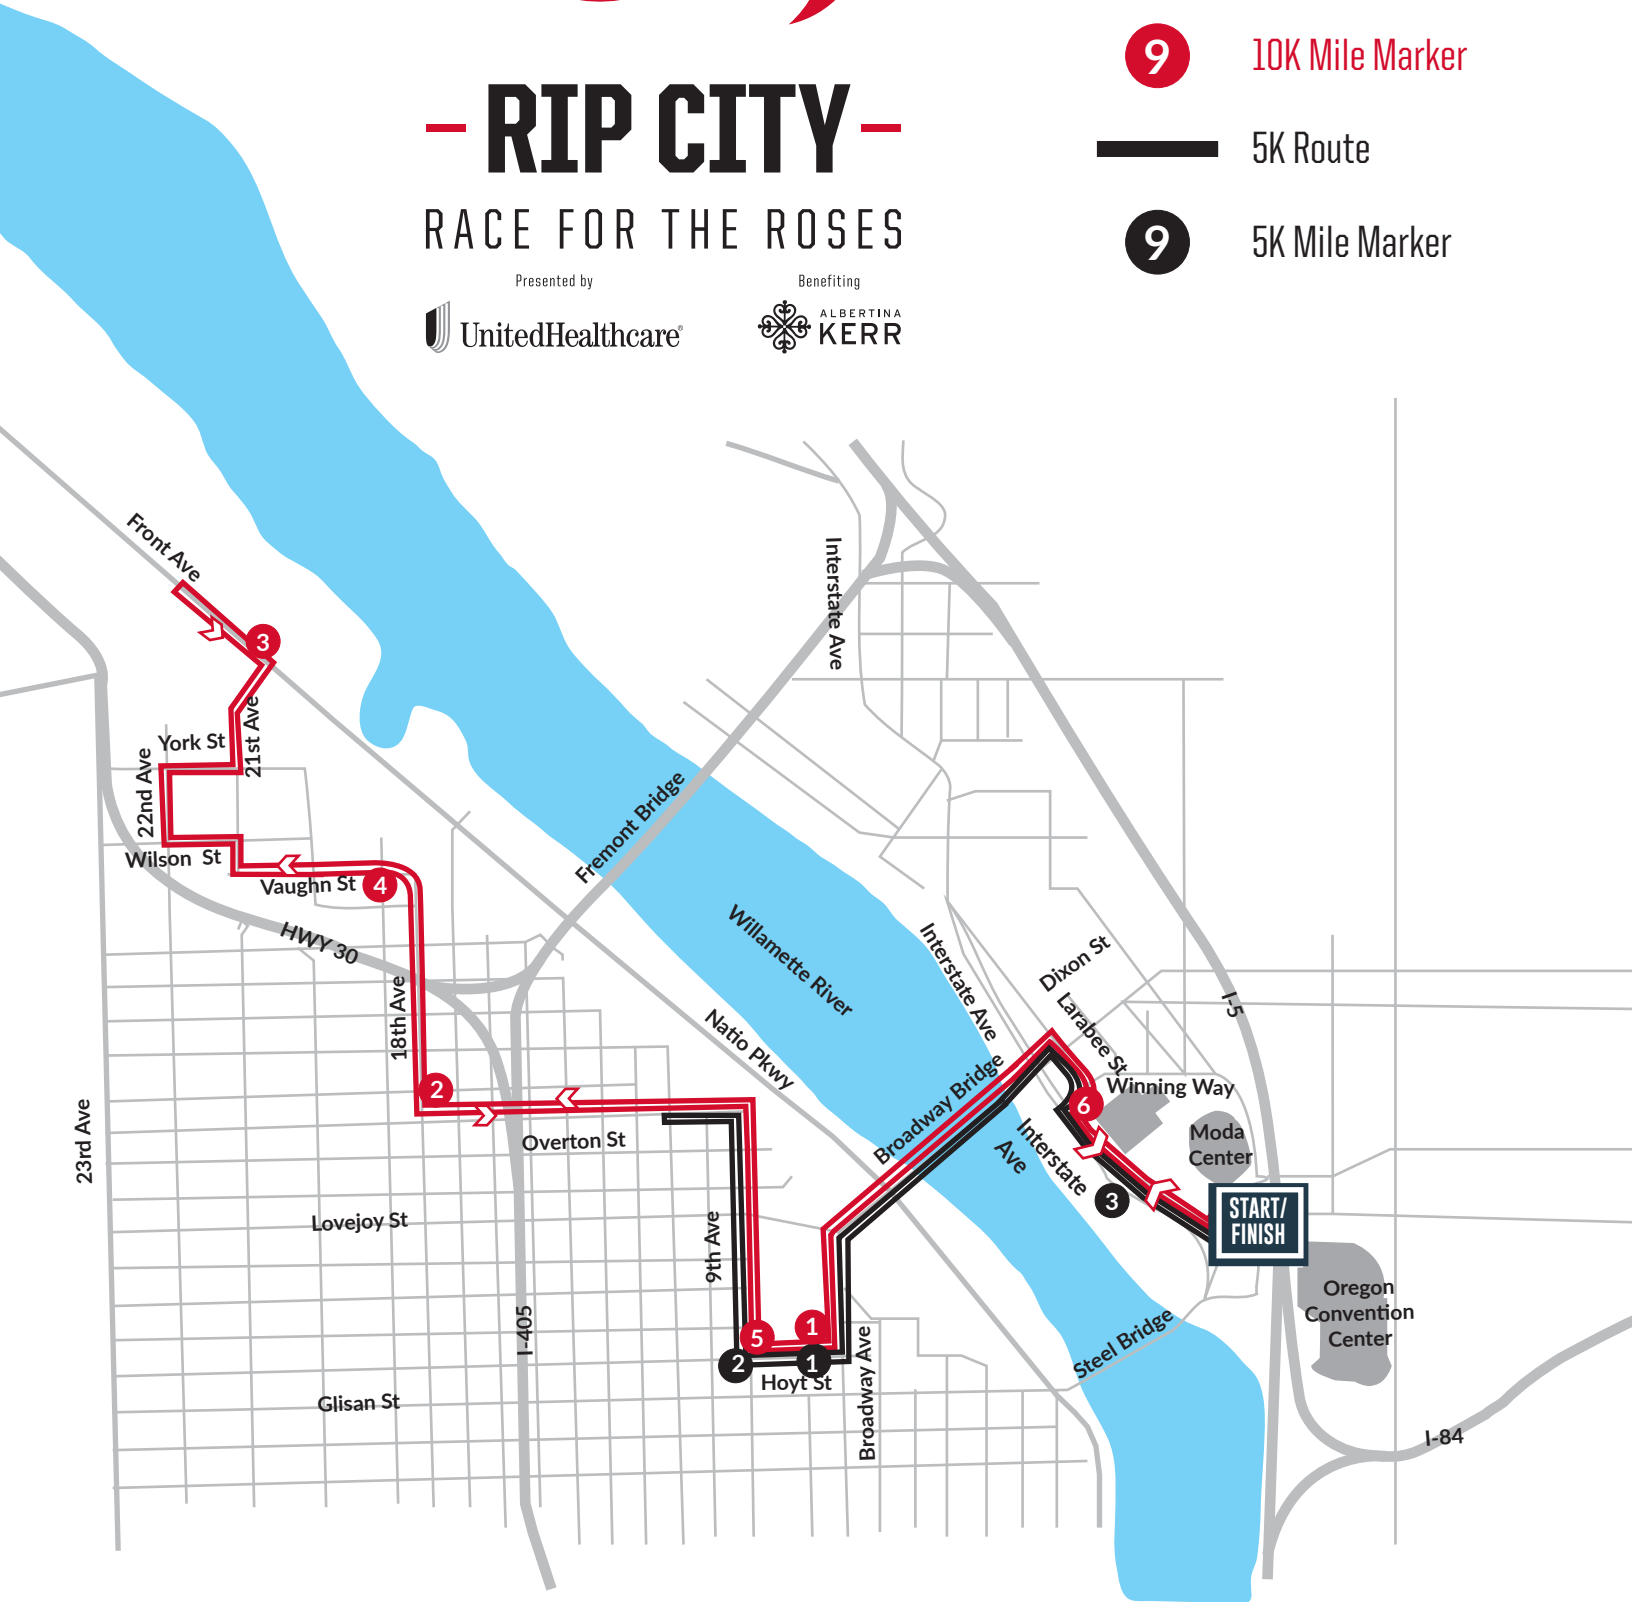 9 10K Mile Marker
RIP CITY
5K Route
RACE FOR THE ROSES
9 5K Mile Marker
Presented by
Benefiting
UnitedHealthcare®
ALBERTINA
KERR
Front Ave
Interstate Ave
3
21st Ave
York St
22nd Ave
Wilson St
Vaughn St
4
Fremont Bridge
HWY 30
Willamette River
Interstate Ave
Dixon St
Larabee St
I-5
18th Ave
Natio Pkwy
Broadway Bridge
2
Winning Way
6
23rd Ave
Overton St
Interstate
Ave
Moda
Center
3
START/
FINISH
Lovejoy St
9th Ave
I-405
Oregon
Convention
Center
5
1
2
1
Hoyt St
Broadway Ave
Steel Bridge
Glisan St
I-84